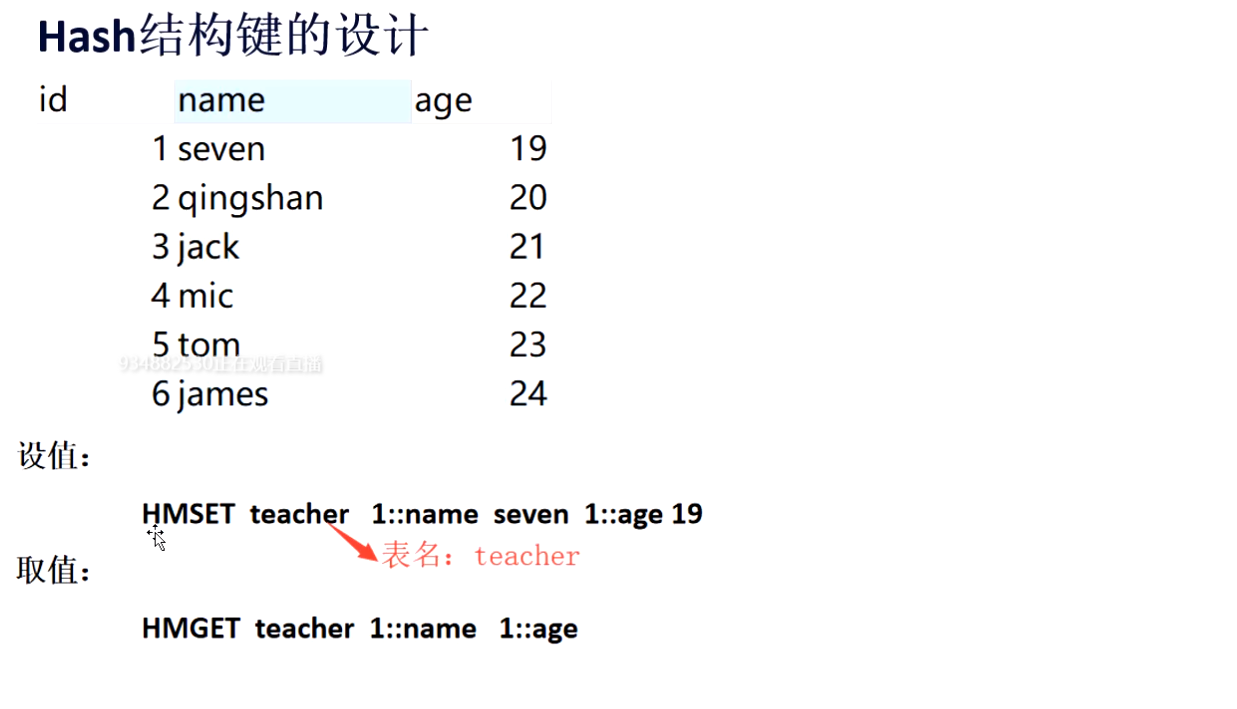 Hash结构键的设计
id name age
1 seven 19
2 qingshan 20
3 jack 21
4 mic 22
5 tom 23
934882530正在观看直播
6 james 24
设值：
HMSET teacher 1::name seven 1::age 19
表名：teacher
取值：
HMGET teacher 1::name 1::age